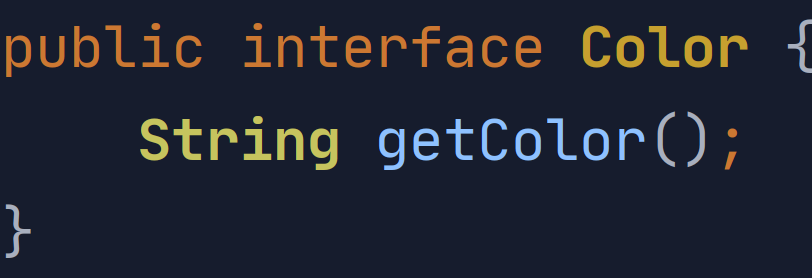 public interface Color {
    String getColor();
}